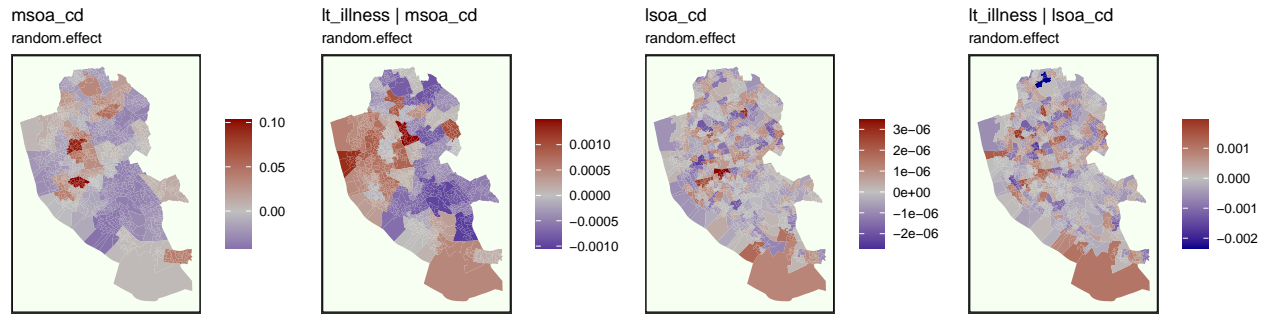 msoa_cd
random.effect
0.10
0.05
0.00
lt_illness | msoa_cd
random.effect
0.0010
0.0005
0.0000
−0.0005
−0.0010
lsoa_cd
random.effect
3e−06
2e−06
1e−06
0e+00
−1e−06
−2e−06
lt_illness | lsoa_cd
random.effect
0.001
0.000
−0.001
−0.002